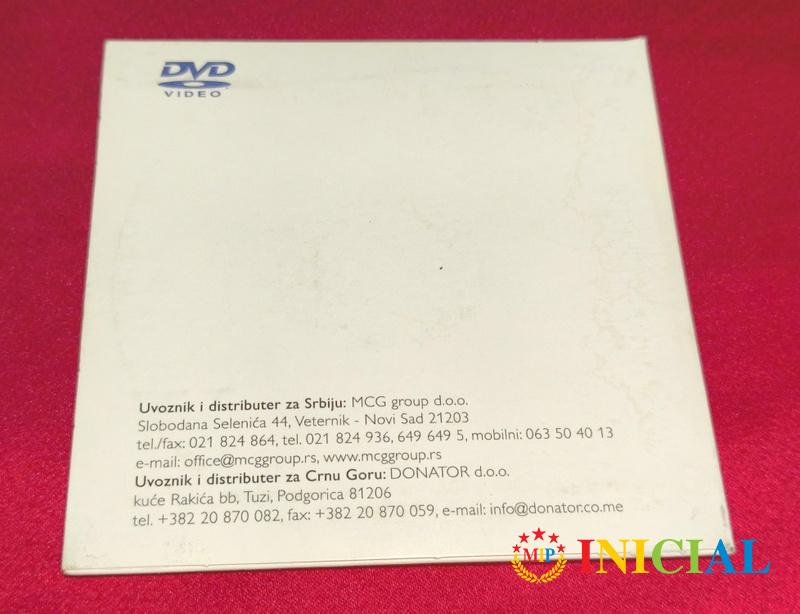 DVD
VIDEO
Uvoznik i distributer za Srbiju: MCG group d.o.o.
Slobodana Selenića 44, Veternik - Novi Sad 21203
tel./fax: 021 824 864, tel. 021 824 936, 649 649 5, mobilni: 063 50 40 13
e-mail: office@mcggroup.rs, www.mcggroup.rs
Uvoznik i distributer za Crnu Goru: DONATOR d.o.o.
kuće Rakića bb, Tuzi, Podgorica 81206
tel. +382 20 870 082, fax: +382 20 870 059, e-mail: info@donator.co.me
MIP INICIAL